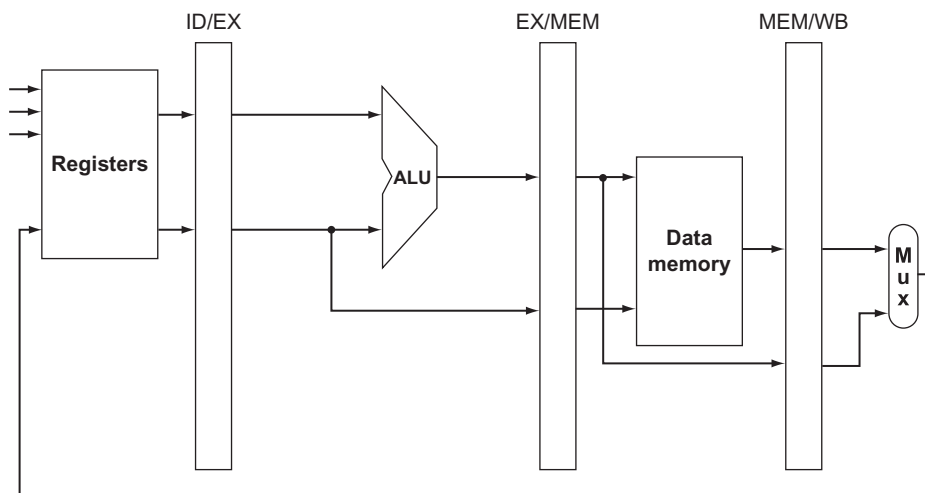 ID/EX
EX/MEM
MEM/WB
Registers
ALU
Data
memory
M
u
x